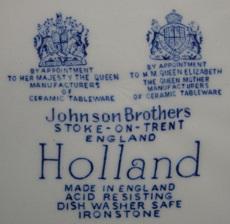 BY APPOINTMENT
TO HER MAJESTY THE QUEEN
MANUFACTURERS
OF
CERAMIC TABLEWARE
BY APPOINTMENT
TO H.M. QUEEN ELIZABETH
THE QUEEN MOTHER
MANUFACTURERS
OF CERAMIC TABLEWARE
Johnson Brothers
STOKE-ON-TRENT
ENGLAND
Holland
MADE IN ENGLAND
ACID RESISTING
DISH WASHER SAFE
IRONSTONE